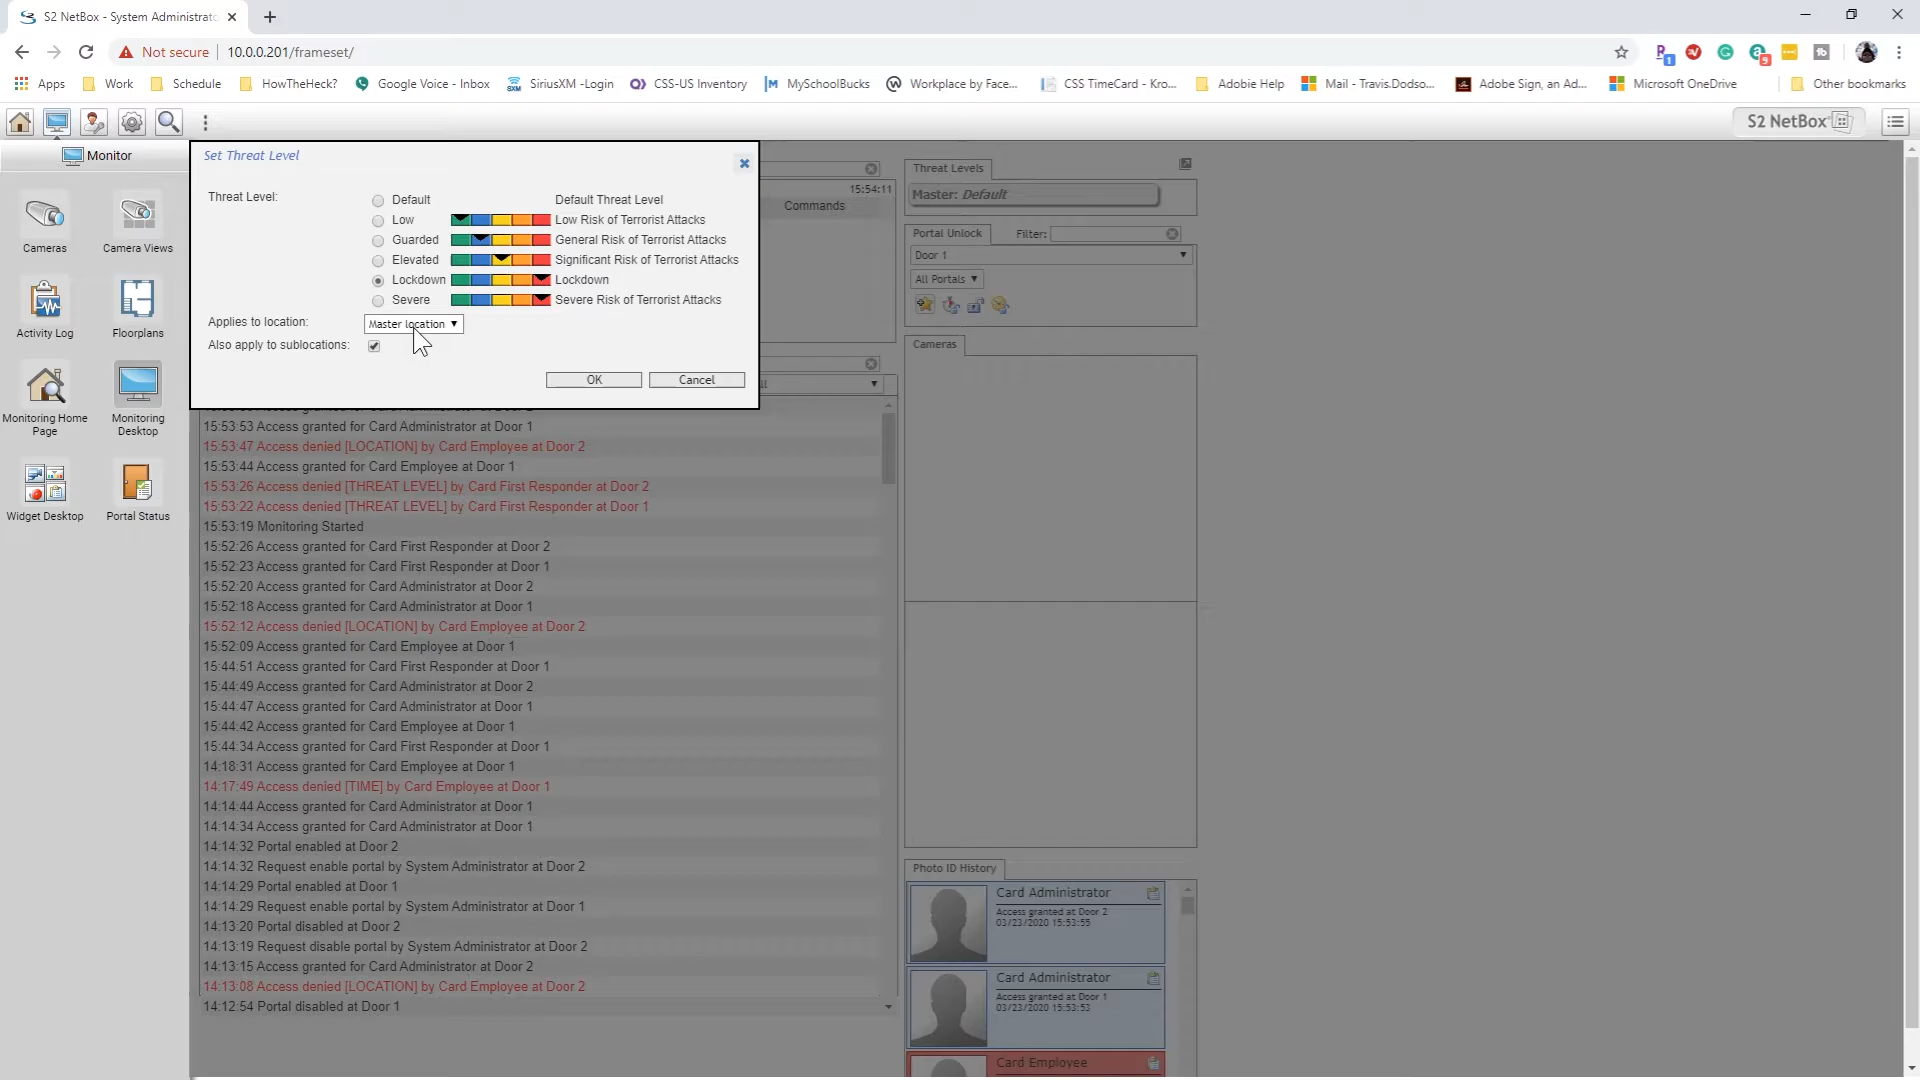 S2 NetBox - System Administrato
Not secure
10.0.0.201/frameset/
Apps
Work
Schedule
HowTheHeck?
Google Voice - Inbox
SiriusXM -Login
CSS-US Inventory
MySchoolBucks
Workplace by Face...
CSS TimeCard - Kro...
Adobie Help
Mail - Travis.Dodso...
Adobe Sign, an Ad...
Microsoft OneDrive
Other bookmarks
S2 NetBox
Monitor
Cameras
Camera Views
Activity Log
Floorplans
Monitoring Home Page
Monitoring Desktop
Widget Desktop
Portal Status
Set Threat Level
Threat Level:
Default Default Threat Level
Low Low Risk of Terrorist Attacks
Guarded General Risk of Terrorist Attacks
Elevated Significant Risk of Terrorist Attacks
Lockdown Lockdown
Severe Severe Risk of Terrorist Attacks
Applies to location: Master location
Also apply to sublocations:
OK Cancel
15:54:11
Commands
15:53:53 Access granted for Card Administrator at Door 1
15:53:47 Access denied [LOCATION] by Card Employee at Door 2
15:53:44 Access granted for Card Employee at Door 1
15:53:26 Access denied [THREAT LEVEL] by Card First Responder at Door 2
15:53:22 Access denied [THREAT LEVEL] by Card First Responder at Door 1
15:53:19 Monitoring Started
15:52:26 Access granted for Card First Responder at Door 2
15:52:23 Access granted for Card First Responder at Door 1
15:52:20 Access granted for Card Administrator at Door 2
15:52:18 Access granted for Card Administrator at Door 1
15:52:12 Access denied [LOCATION] by Card Employee at Door 2
15:52:09 Access granted for Card Employee at Door 1
15:44:51 Access granted for Card First Responder at Door 1
15:44:49 Access granted for Card Administrator at Door 2
15:44:47 Access granted for Card Administrator at Door 1
15:44:42 Access granted for Card Employee at Door 1
15:44:34 Access granted for Card First Responder at Door 1
14:18:31 Access granted for Card Employee at Door 1
14:17:49 Access denied [TIME] by Card Employee at Door 1
14:14:44 Access granted for Card Administrator at Door 1
14:14:34 Access granted for Card Administrator at Door 1
14:14:32 Portal enabled at Door 2
14:14:32 Request enable portal by System Administrator at Door 2
14:14:29 Portal enabled at Door 1
14:14:29 Request enable portal by System Administrator at Door 1
14:13:20 Portal disabled at Door 2
14:13:19 Request disable portal by System Administrator at Door 2
14:13:15 Access granted for Card Administrator at Door 2
14:13:08 Access denied [LOCATION] by Card Employee at Door 2
14:12:54 Portal disabled at Door 1
Threat Levels
Master: Default
Portal Unlock
Filter:
Door 1
All Portals
Cameras
Photo ID History
Card Administrator
Access granted at Door 2
03/23/2020 15:53:55
Card Administrator
Access granted at Door 1
03/23/2020 15:53:53
Card Employee